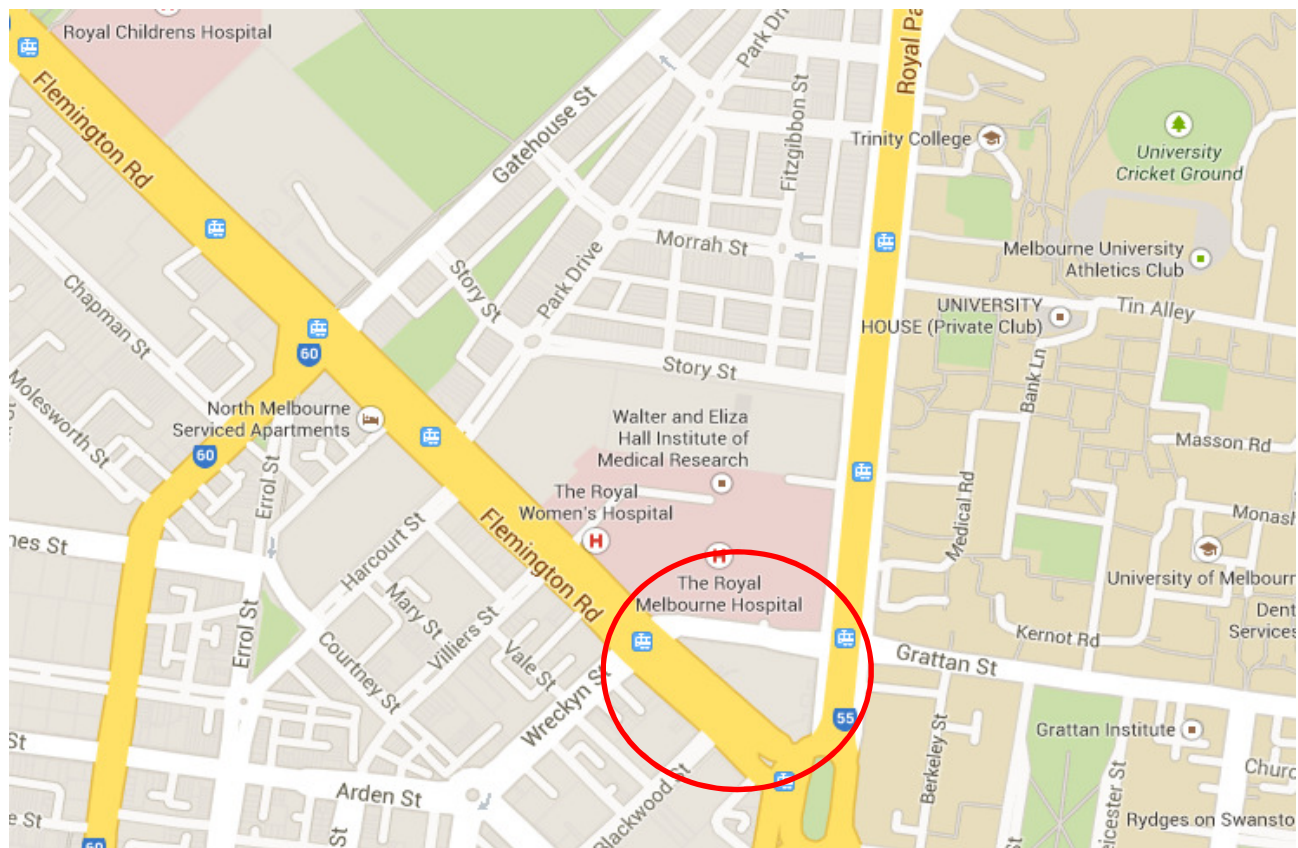 Royal Childrens Hospital
Flemington Rd
Gatehouse St
Park Drive
Fitzgibbon St
Royal Pa
Trinity College
University
Cricket Ground
Melbourne University
Athletics Club
Morrah St
Story St
Park Drive
Chapman St
UNIVERSITY
HOUSE (Private Club)
Tin Alley
60
Story St
Bank Ln
Molesworth St
North Melbourne
Serviced Apartments
Walter and Eliza
Hall Institute of
Medical Research
Masson Rd
60
Errol St
The Royal
Women's Hospital
H
Flemington Rd
Medical Rd
Monash
Harcourt St
H
The Royal
Melbourne Hospital
University of Melbourn
nes St
Mary St
Villiers St
Vale St
Errol St
Courtney St
Wreckyn St
Kernot Rd
Dent
Services
Grattan St
55
Berkeley St
Grattan Institute
St
Arden St
Blackwood St
eicester St
Churc
e St
St
St
Rydges on Swansto
60